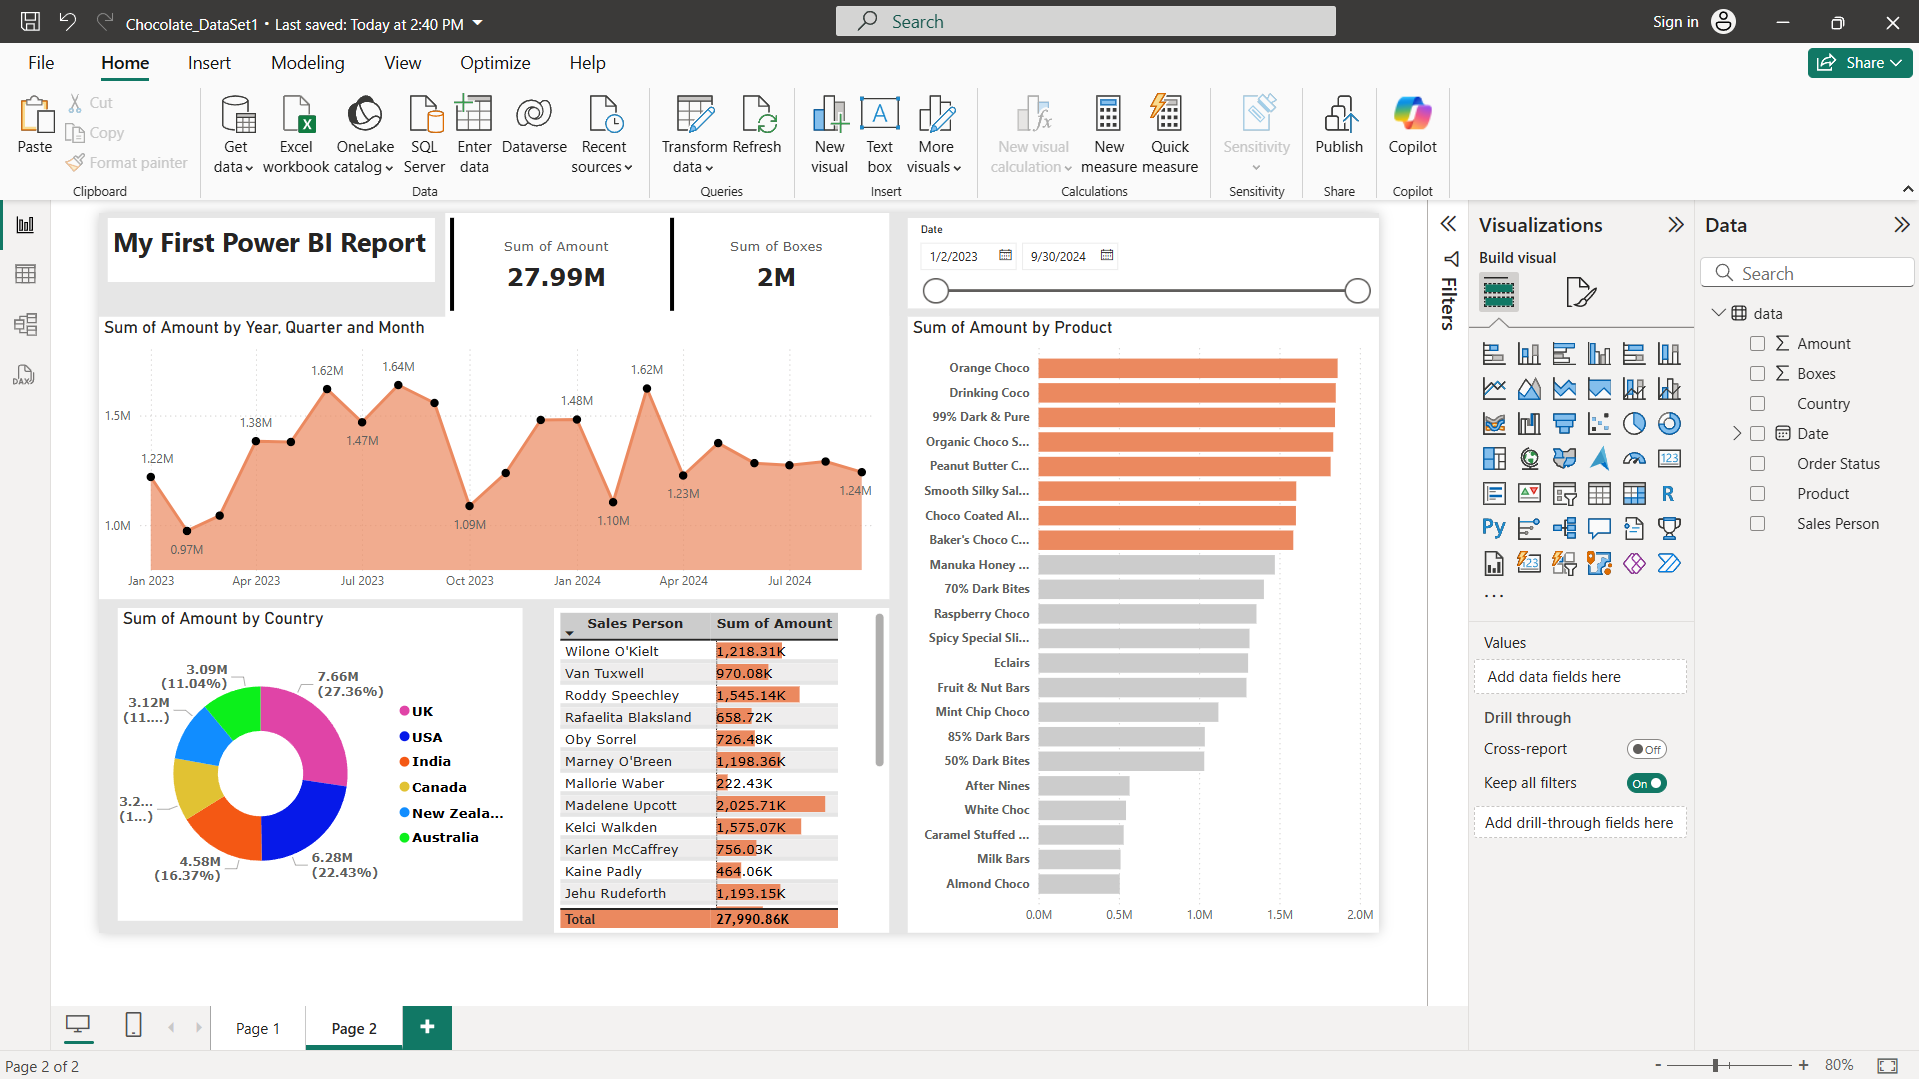 Chocolate_DataSet1 • Last saved: Today at 2:40 PM
Search
Sign in
File
Home
Insert
Modeling
View
Optimize
Help
Share
Paste
Cut
Copy
Format painter
Clipboard
Get data
Excel workbook
OneLake catalog
SQL Server
Enter data
Dataverse
Recent sources
Data
Transform data
Refresh
Queries
New visual
Text box
More visuals
Insert
New visual calculation
New measure
Quick measure
Calculations
Sensitivity
Sensitivity
Publish
Share
Copilot
Copilot
My First Power BI Report
Sum of Amount
27.99M
Sum of Boxes
2M
Date
1/2/2023
9/30/2024
Sum of Amount by Year, Quarter and Month
1.5M
1.0M
1.22M
0.97M
1.38M
1.62M
1.47M
1.64M
1.09M
1.48M
1.10M
1.62M
1.23M
1.24M
Jan 2023
Apr 2023
Jul 2023
Oct 2023
Jan 2024
Apr 2024
Jul 2024
Sum of Amount by Country
7.66M
(27.36%)
6.28M
(22.43%)
4.58M
(16.37%)
3.2...
(1...)
3.12M
(11....)
3.09M
(11.04%)
UK
USA
India
Canada
New Zeala...
Australia
Sales Person Sum of Amount
Wilone O'Kielt 1,218.31K
Van Tuxwell 970.08K
Roddy Speechley 1,545.14K
Rafaelita Blaksland 658.72K
Oby Sorrel 726.48K
Marney O'Breen 1,198.36K
Mallorie Waber 222.43K
Madelene Upcott 2,025.71K
Kelci Walkden 1,575.07K
Karlen McCaffrey 756.03K
Kaine Padly 464.06K
Jehu Rudeforth 1,193.15K
Total 27,990.86K
Sum of Amount by Product
Orange Choco
Drinking Coco
99% Dark & Pure
Organic Choco S...
Peanut Butter C...
Smooth Silky Sal...
Choco Coated Al...
Baker's Choco C...
Manuka Honey ...
70% Dark Bites
Raspberry Choco
Spicy Special Sli...
Eclairs
Fruit & Nut Bars
Mint Chip Choco
85% Dark Bars
50% Dark Bites
After Nines
White Choc
Caramel Stuffed ...
Milk Bars
Almond Choco
0.0M
0.5M
1.0M
1.5M
2.0M
Filters
Visualizations
Build visual
123
R
Py
123
...
Values
Add data fields here
Drill through
Cross-report
Off
Keep all filters
On
Add drill-through fields here
Data
Search
data
Amount
Boxes
Country
Date
Order Status
Product
Sales Person
DAX
Page 1
Page 2
+
Page 2 of 2
- + 80%